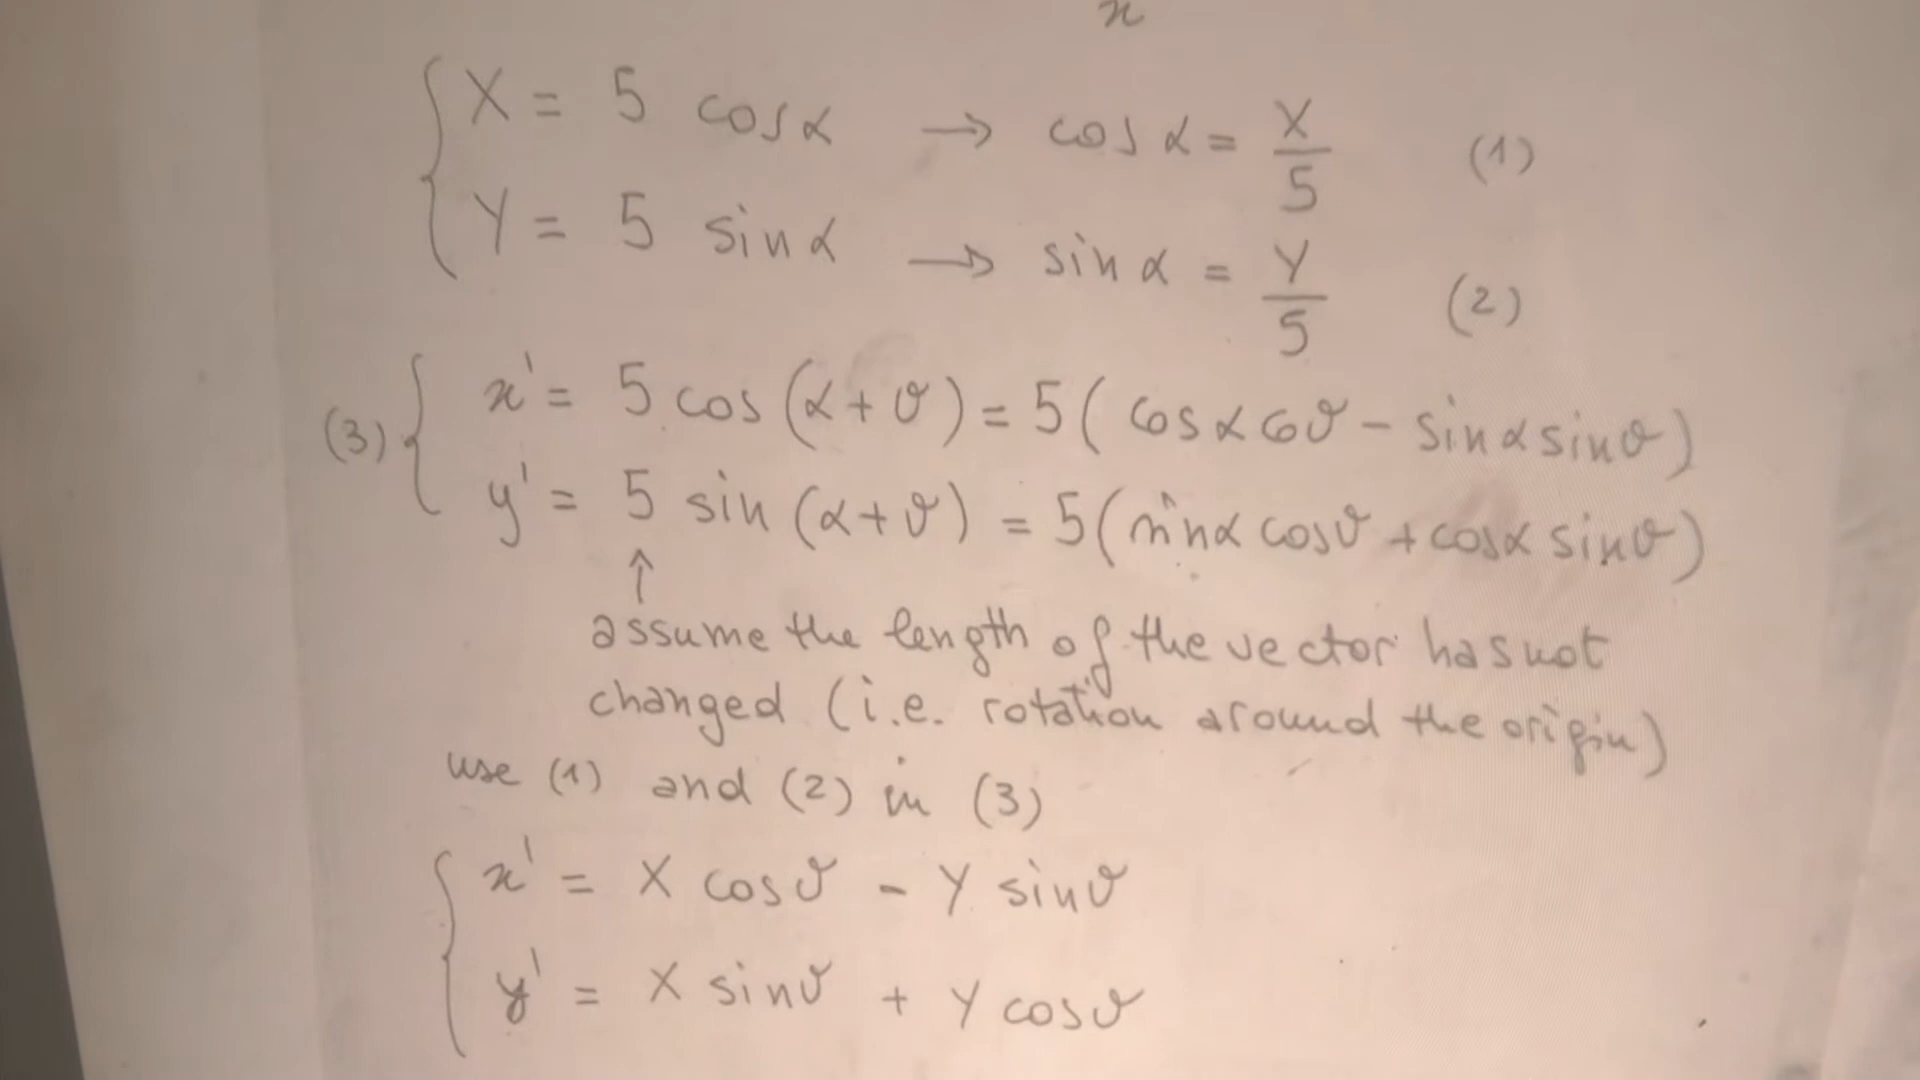 x
X = 5 cos α → cos α = X/5 (1)
Y = 5 sin α → sin α = Y/5 (2)
(3) x' = 5 cos (α + ϑ) = 5 ( cos α cos ϑ - sin α sin ϑ )
y' = 5 sin (α + ϑ) = 5 ( sin α cos ϑ + cos α sin ϑ )
↑
assume the length of the vector has not
changed (i.e. rotation around the origin)
use (1) and (2) in (3)
x' = X cos ϑ - Y sin ϑ
y' = X sin ϑ + Y cos ϑ